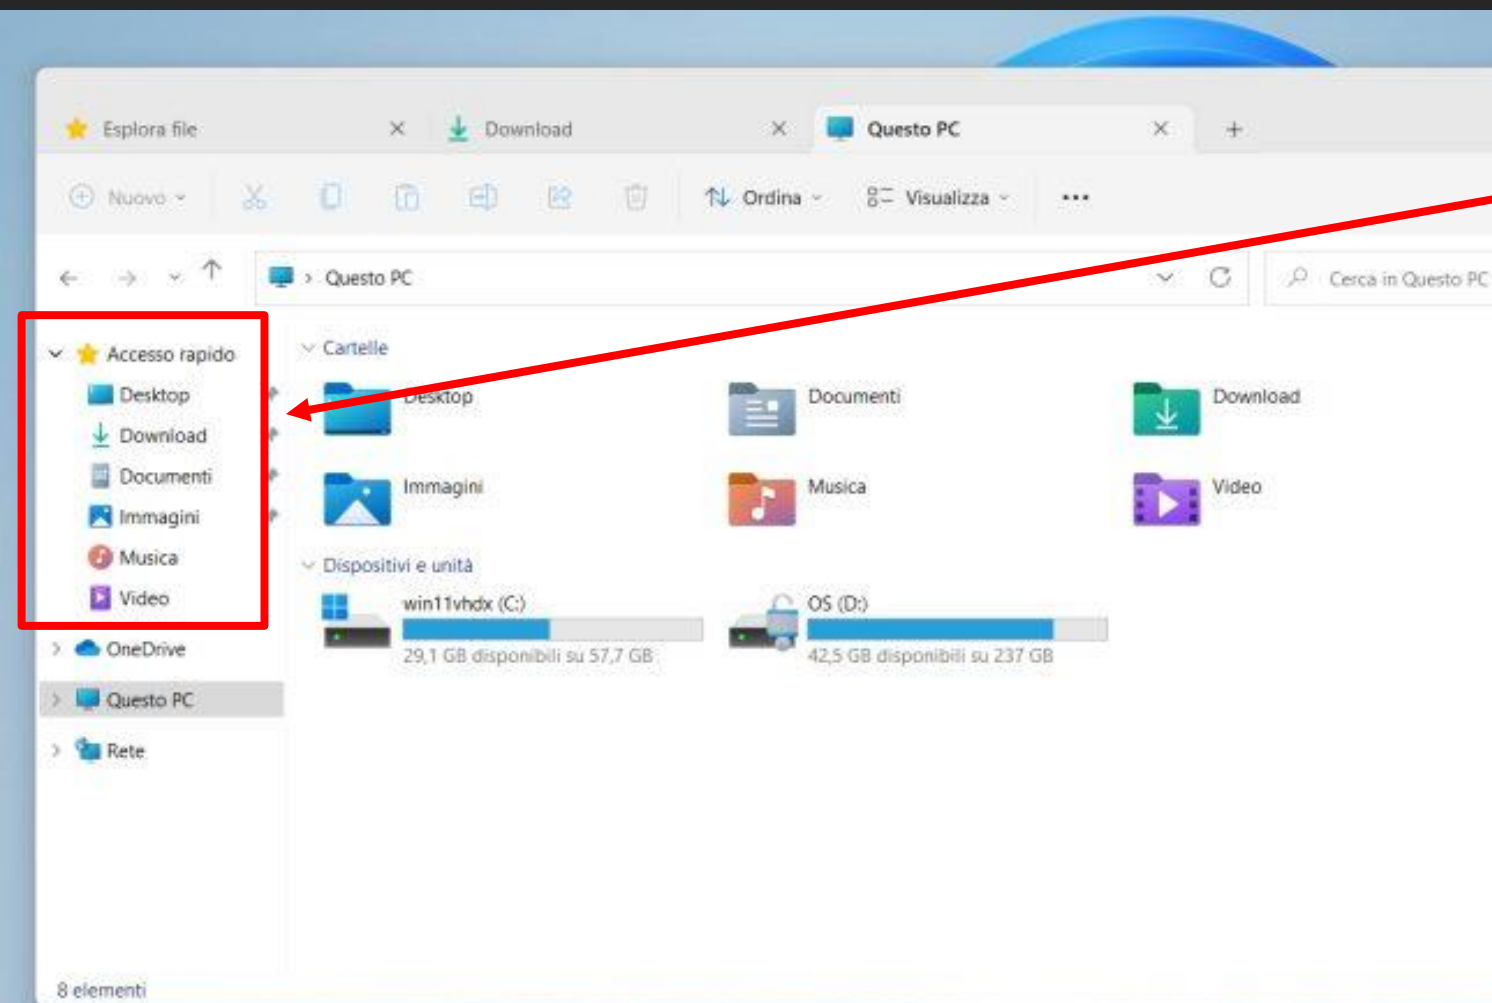 Esplora file
Download
Questo PC
Nuovo
Ordina
Visualizza
Questo PC
Cerca in Questo PC
Accesso rapido
Desktop
Download
Documenti
Immagini
Musica
Video
OneDrive
Questo PC
Rete
Cartelle
Desktop
Documenti
Download
Immagini
Musica
Video
Dispositivi e unità
win11vhdx (C:)
29,1 GB disponibili su 57,7 GB
OS (D:)
42,5 GB disponibili su 237 GB
8 elementi